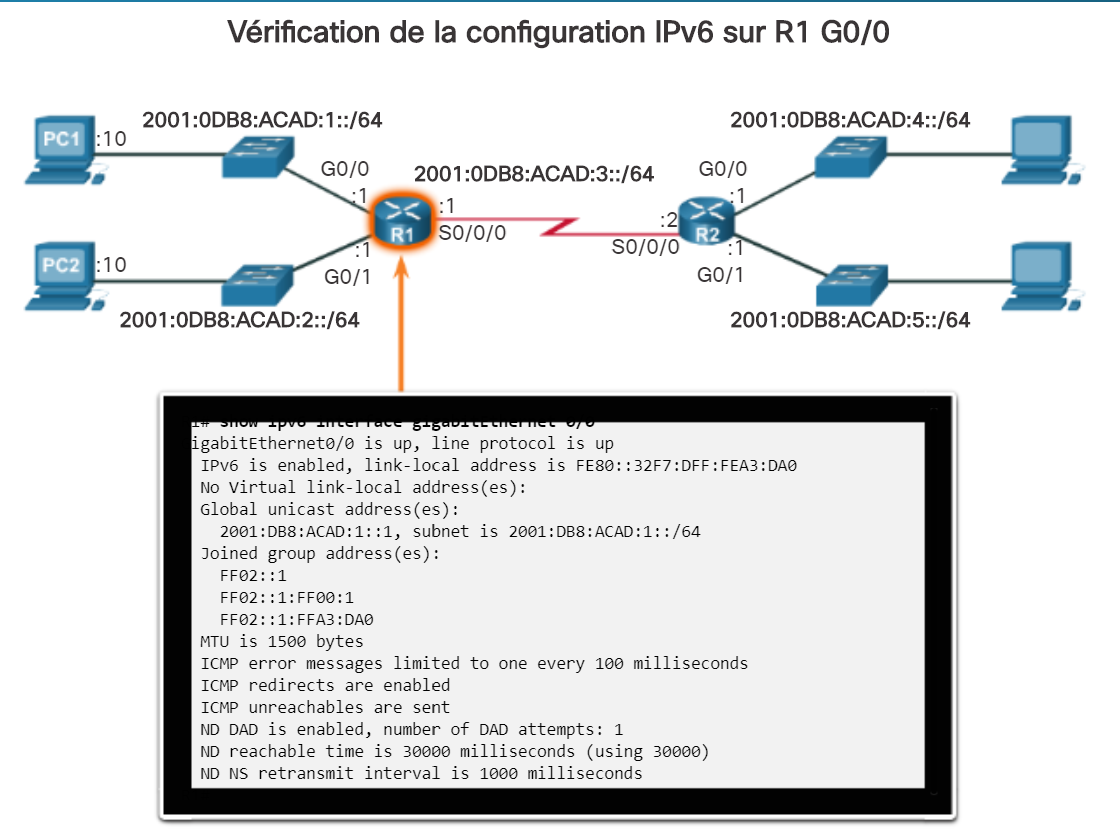 Vérification de la configuration IPv6 sur R1 G0/0
2001:0DB8:ACAD:1::/64
2001:0DB8:ACAD:4::/64
PC1 :10
G0/0
2001:0DB8:ACAD:3::/64
G0/0
:1
:1
:1
:2
R1
S0/0/0
R2
S0/0/0
:1
:1
PC2 :10
G0/1
G0/1
2001:0DB8:ACAD:2::/64
2001:0DB8:ACAD:5::/64
1# show ipv6 interface gigabitEthernet 0/0
igabitEthernet0/0 is up, line protocol is up
IPv6 is enabled, link-local address is FE80::32F7:DFF:FEA3:DA0
No Virtual link-local address(es):
Global unicast address(es):
2001:DB8:ACAD:1::1, subnet is 2001:DB8:ACAD:1::/64
Joined group address(es):
FF02::1
FF02::1:FF00:1
FF02::1:FFA3:DA0
MTU is 1500 bytes
ICMP error messages limited to one every 100 milliseconds
ICMP redirects are enabled
ICMP unreachables are sent
ND DAD is enabled, number of DAD attempts: 1
ND reachable time is 30000 milliseconds (using 30000)
ND NS retransmit interval is 1000 milliseconds